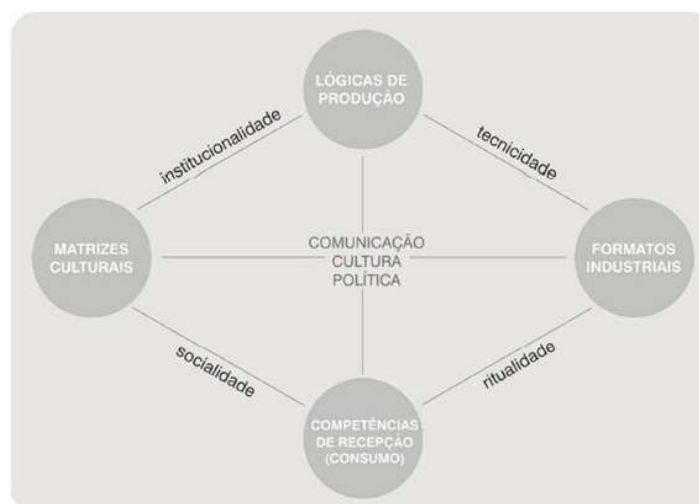 LÓGICAS DE
PRODUÇÃO
institucionalidade
tecnicidade
MATRIZES
CULTURAIS
COMUNICAÇÃO
CULTURA
POLÍTICA
FORMATOS
INDUSTRIAIS
socialidade
ritualidade
COMPETÊNCIAS
DE RECEPÇÃO
(CONSUMO)